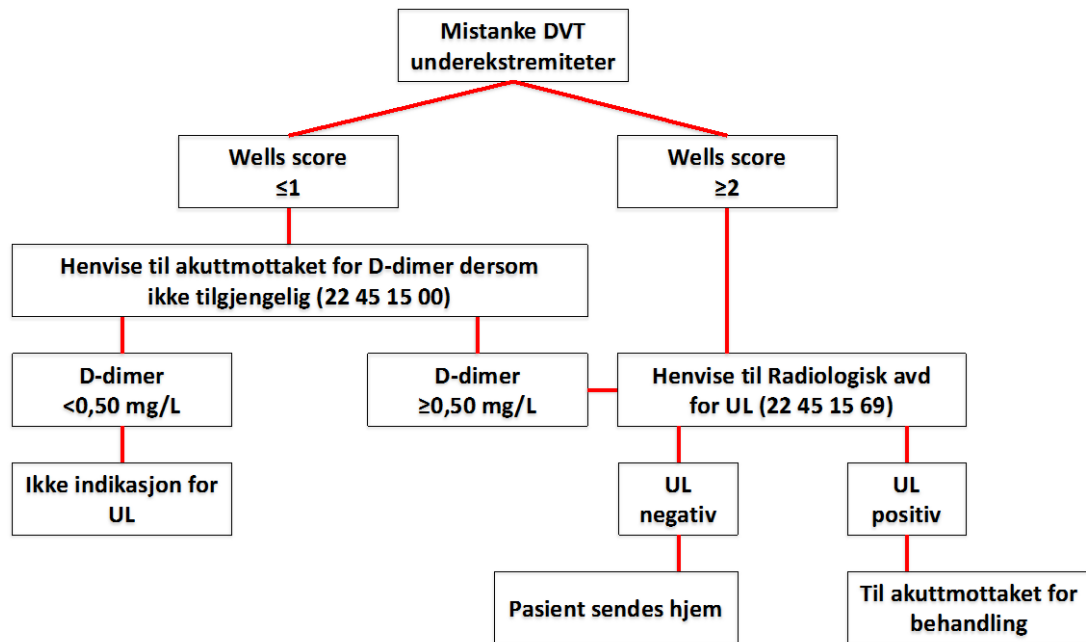 Mistanke DVT
underekstremiteter
Wells score
≤1
Wells score
≥2
Henvise til akuttmottaket for D-dimer dersom
ikke tilgjengelig (22 45 15 00)
D-dimer
<0,50 mg/L
D-dimer
≥0,50 mg/L
Henvise til Radiologisk avd
for UL (22 45 15 69)
Ikke indikasjon for
UL
UL
negativ
UL
positiv
Pasient sendes hjem
Til akuttmottaket for
behandling